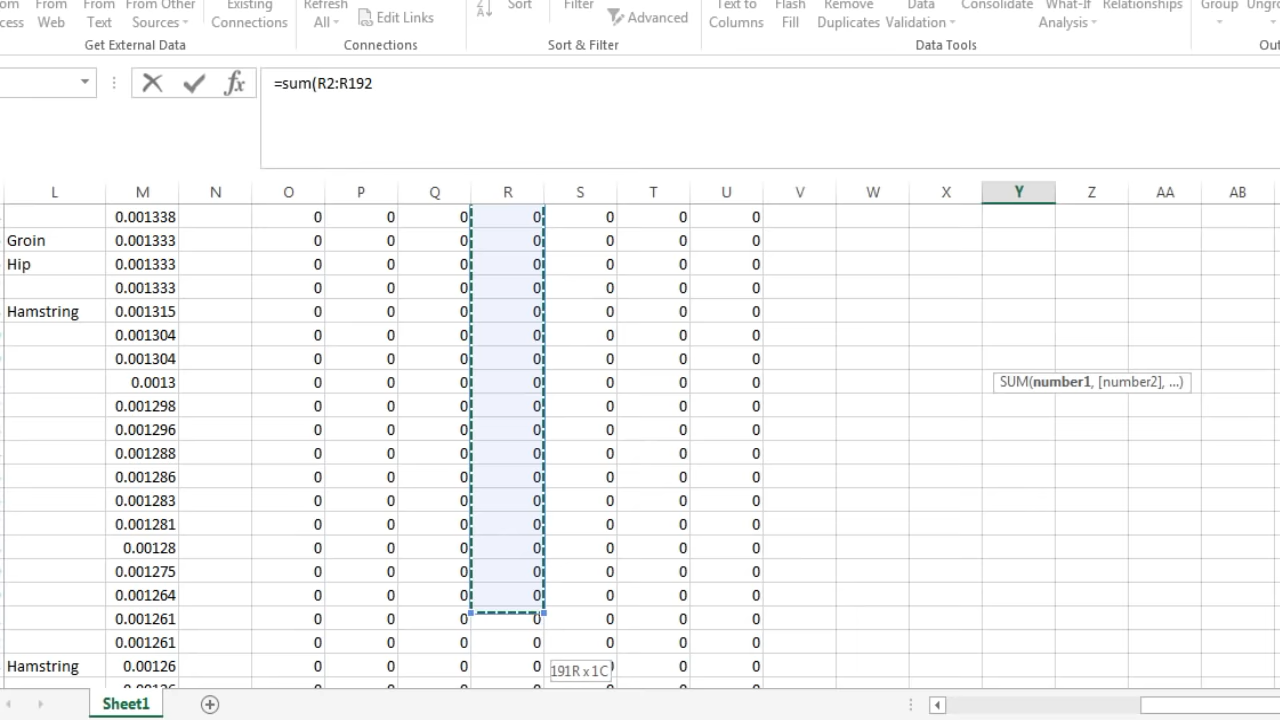 From From From Other Existing Refresh Sort Filter Text to Flash Remove Data Consolidate What-If Relationships Group
Web Text Sources Connections All Edit Links Advanced Columns Fill Duplicates Validation Analysis
Get External Data Connections Sort & Filter Data Tools
fx =sum(R2:R192
L M N O P Q R S T U V W X Y Z AA AB
0.001338 0 0 0 0 0 0 0
Groin 0.001333 0 0 0 0 0 0 0
Hip 0.001333 0 0 0 0 0 0 0
0.001333 0 0 0 0 0 0 0
Hamstring 0.001315 0 0 0 0 0 0 0
0.001304 0 0 0 0 0 0 0
0.001304 0 0 0 0 0 0 0
0.0013 0 0 0 0 0 0 0 SUM(number1, [number2], ...)
0.001298 0 0 0 0 0 0 0
0.001296 0 0 0 0 0 0 0
0.001288 0 0 0 0 0 0 0
0.001286 0 0 0 0 0 0 0
0.001283 0 0 0 0 0 0 0
0.001281 0 0 0 0 0 0 0
0.00128 0 0 0 0 0 0 0
0.001275 0 0 0 0 0 0 0
0.001264 0 0 0 0 0 0 0
0.001261 0 0 0 0 0 0 0
0.001261 0 0 0 0 0 0 0
Hamstring 0.00126 0 0 0 0 191R x 1C 0 0
Sheet1